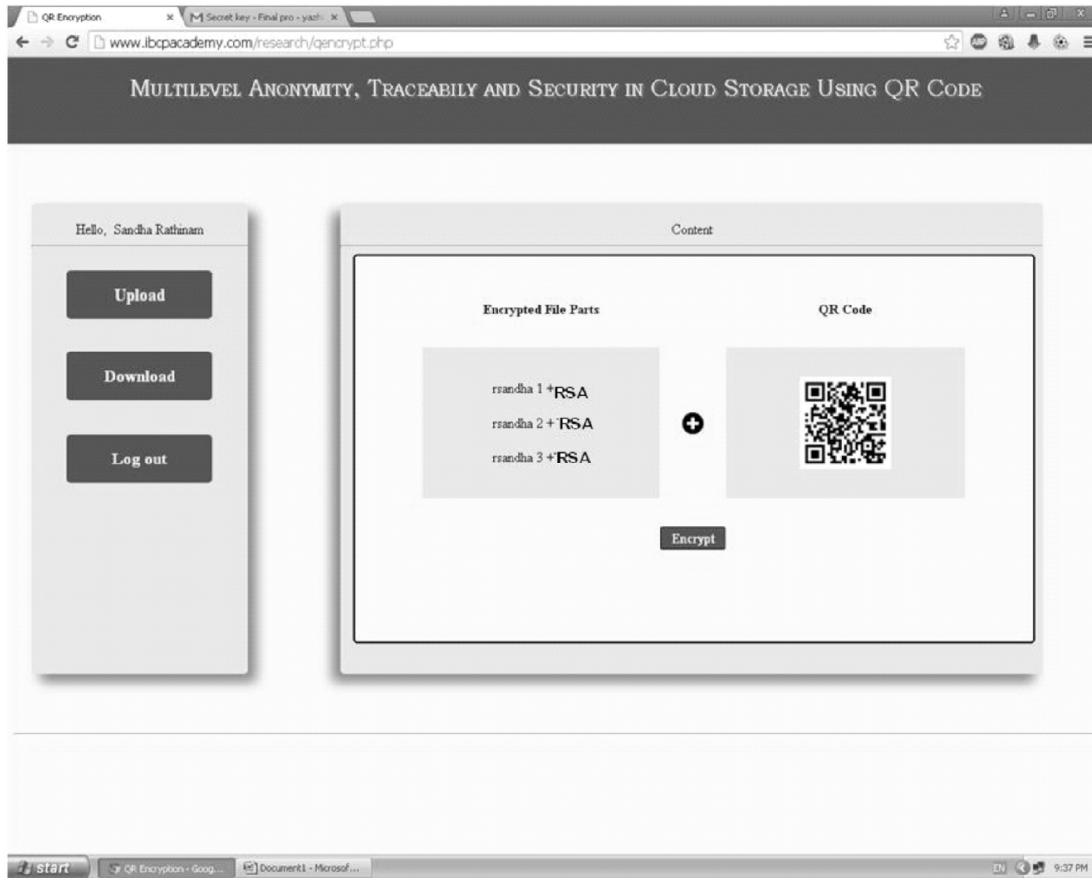 QR Encryption
Secret key - Final pro - yazh
www.ibcpacademy.com/research/qencrypt.php
MULTILEVEL ANONYMITY, TRACEABILY AND SECURITY IN CLOUD STORAGE USING QR CODE
Hello, Sandha Rathinam
Upload
Download
Log out
Content
Encrypted File Parts
QR Code
rsandha 1 +RSA
rsandha 2 +RSA
rsandha 3 +RSA
Encrypt
start
QR Encryption - Goog...
Document1 - Microsof...
EN
9:37 PM